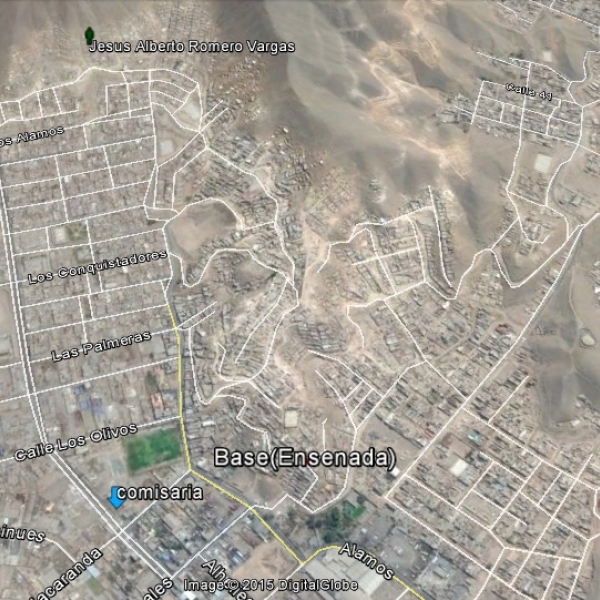 Jesus Alberto Romero Vargas
Calle 41
os Alamos
Los Conquistadores
Las Palmeras
Calle Los Olivos
Base(Ensenada)
comisaria
inues
Jacaranda
ales
Alamos
Image © 2015 DigitalGlobe